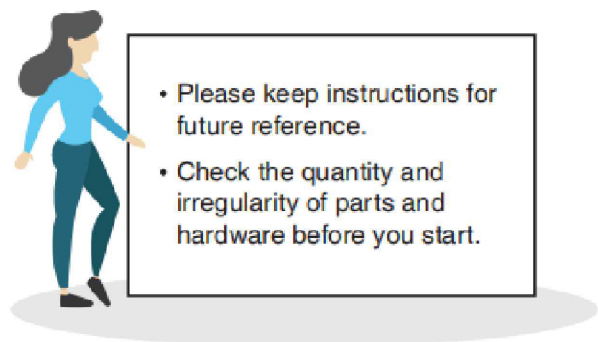 • Please keep instructions for
future reference.
• Check the quantity and
irregularity of parts and
hardware before you start.